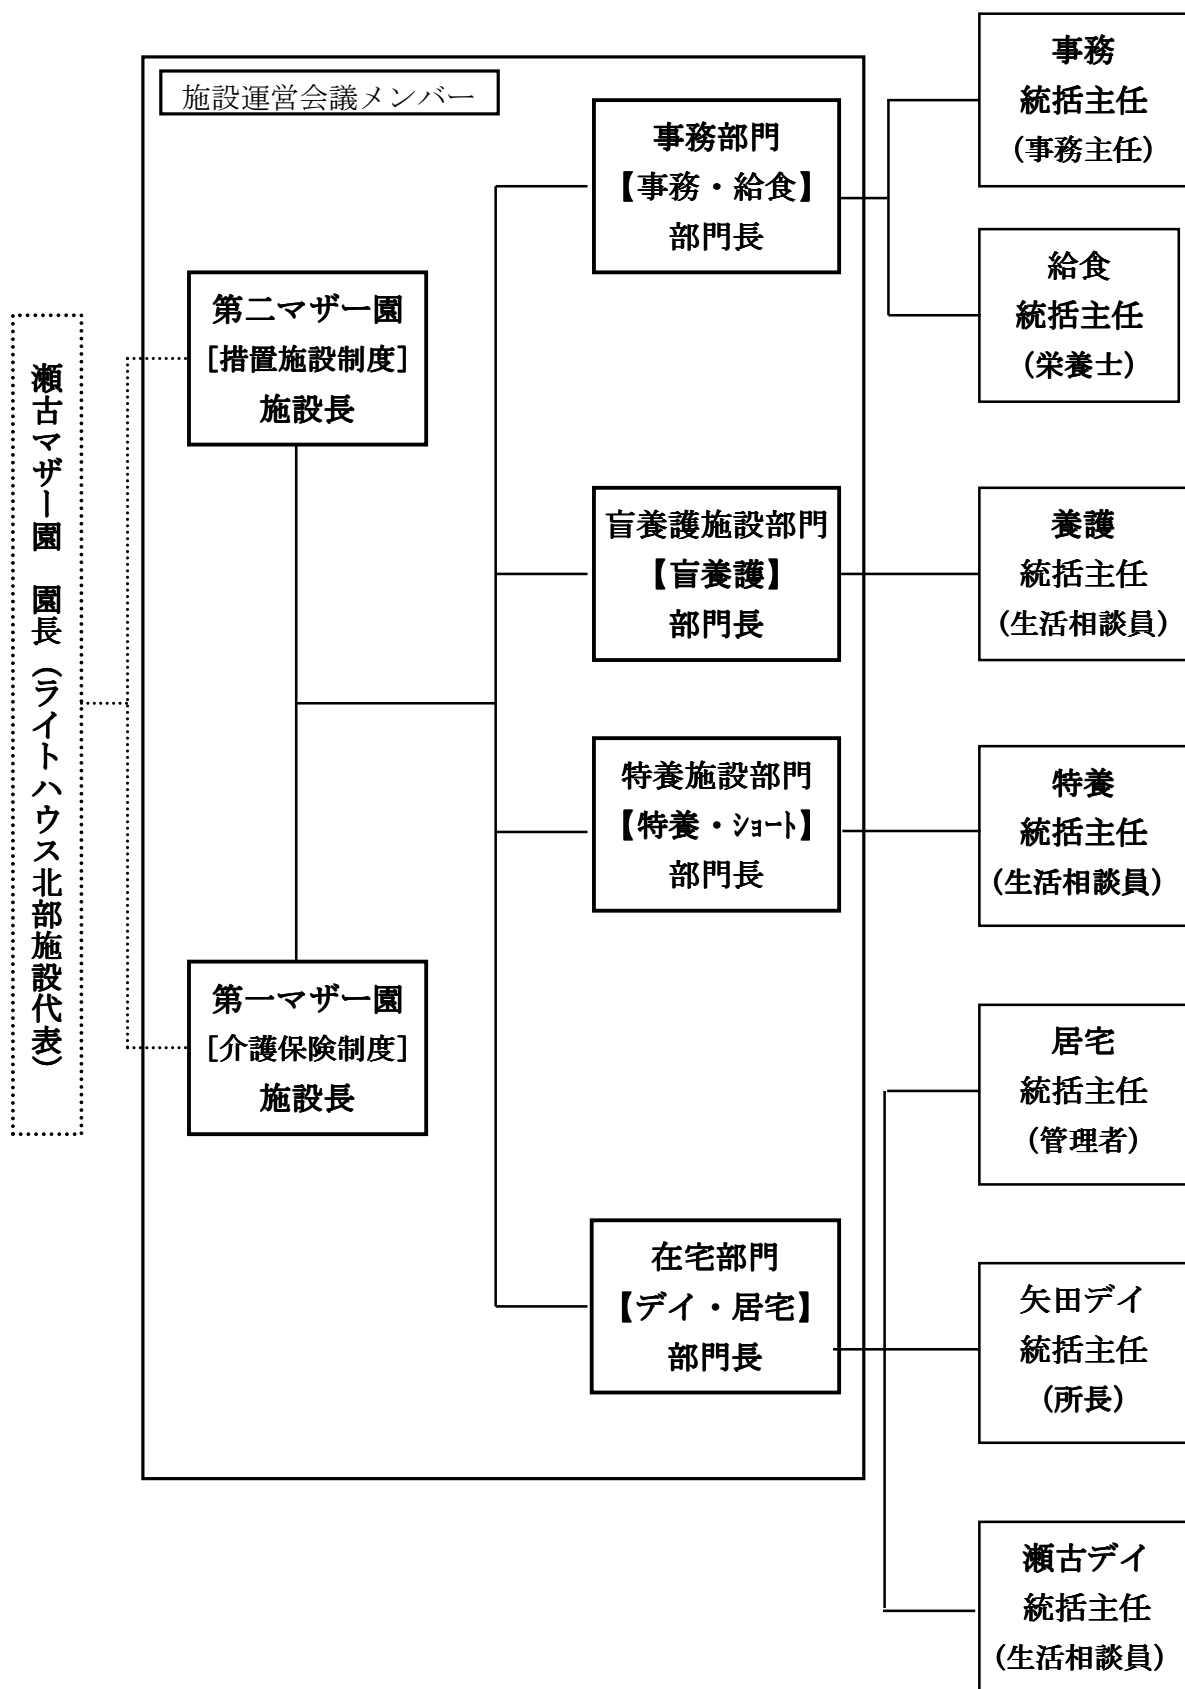 瀬古マザー園　園長（ライトハウス北部施設代表）
施設運営会議メンバー
第二マザー園
［措置施設制度］
施設長
第一マザー園
［介護保険制度］
施設長
事務部門
【事務・給食】
部門長
盲養護施設部門
【盲養護】
部門長
特養施設部門
【特養・ｼｮｰﾄ】
部門長
在宅部門
【デイ・居宅】
部門長
事務
統括主任
（事務主任）
給食
統括主任
（栄養士）
養護
統括主任
（生活相談員）
特養
統括主任
（生活相談員）
居宅
統括主任
（管理者）
矢田デイ
統括主任
（所長）
瀬古デイ
統括主任
（生活相談員）